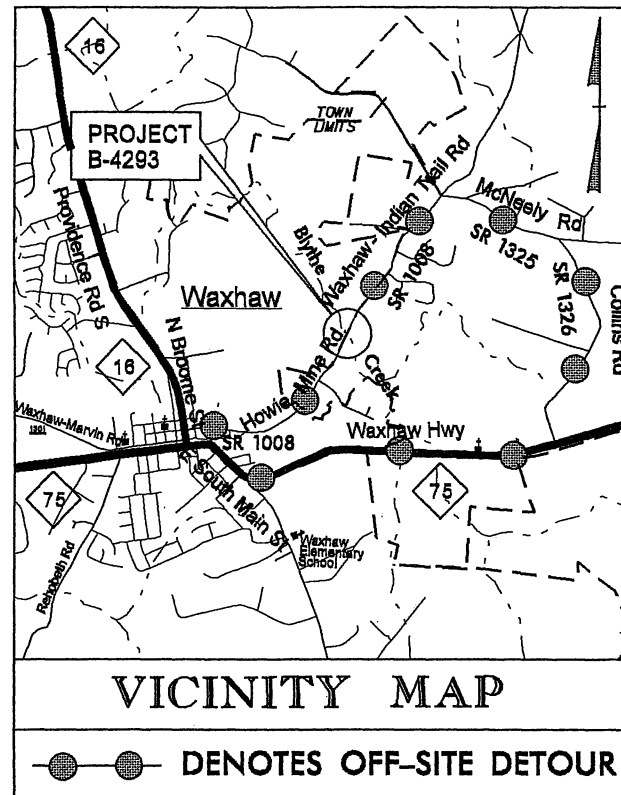 16
TOWN
LIMITS
PROJECT
B-4293
Waxhaw-Indian Trail Rd
McNeely Rd
SR 1325
SR 1008
Blythe
Creek
SR 1326
Collins Rd
Providence Rd S
Waxhaw
16
N Broome St
Howie Mine Rd.
SR 1008
Waxhaw-Marvin Rd
Waxhaw Hwy
75
75
South Main St
Waxhaw
Elementary
School
Rehobeth Rd
VICINITY MAP
DENOTES OFF-SITE DETOUR